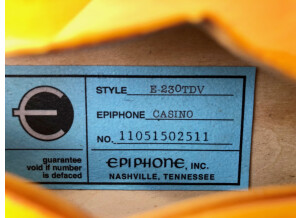 STYLE E-230TDV
EPIPHONE CASINO
NO. 11051502511
guarantee
void if number
is defaced
EPIPHONE, INC.
NASHVILLE, TENNESSEE